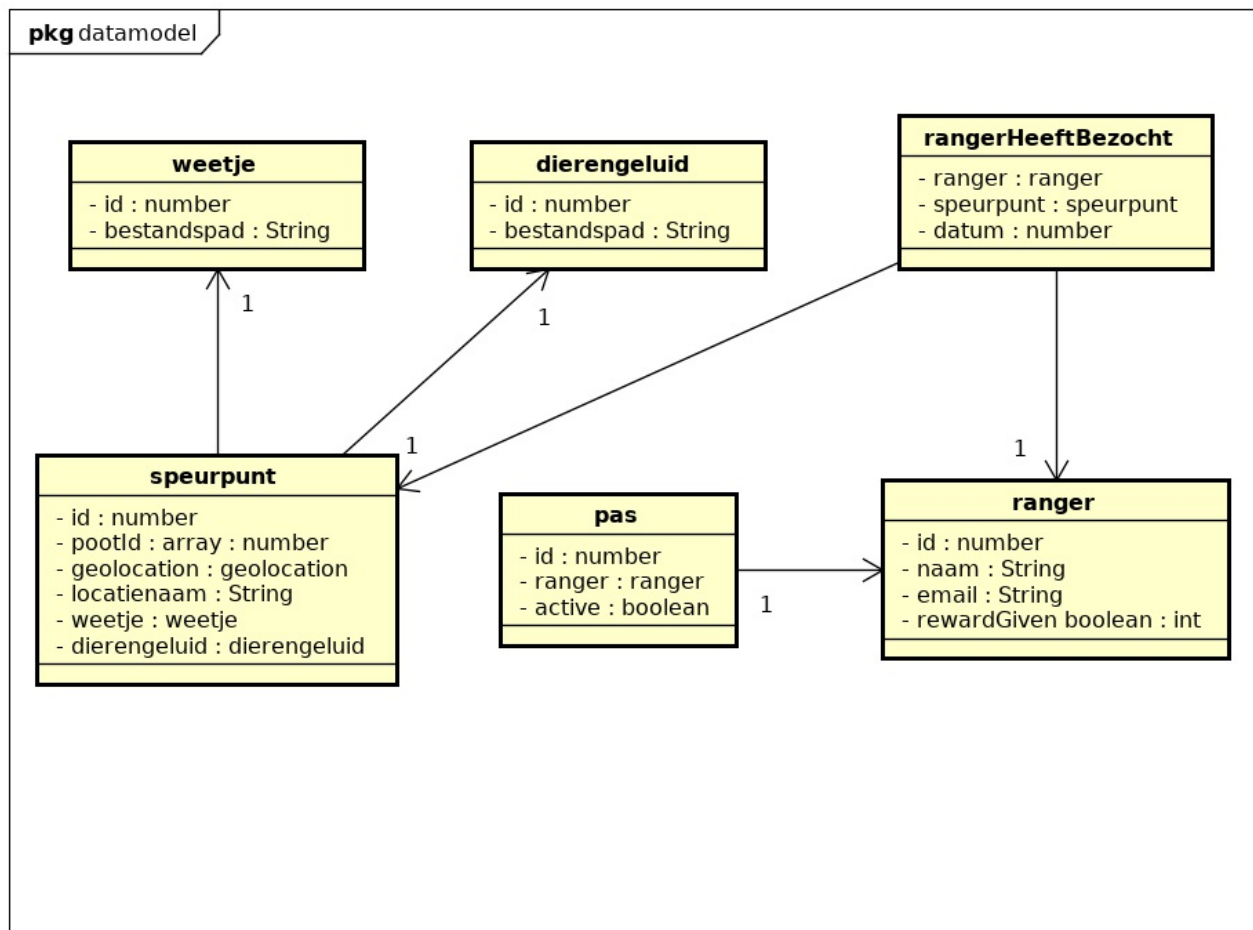 pkg datamodel
weetje
- id : number
- bestandspad : String
1
dierengeluid
- id : number
- bestandspad : String
1
rangerHeeftBezocht
- ranger : ranger
- speurpunt : speurpunt
- datum : number
1
1
speurpunt
- id : number
- pootId : array : number
- geolocation : geolocation
- locatienaam : String
- weetje : weetje
- dierengeluid : dierengeluid
pas
- id : number
- ranger : ranger
- active : boolean
1
ranger
- id : number
- naam : String
- email : String
- rewardGiven boolean : int